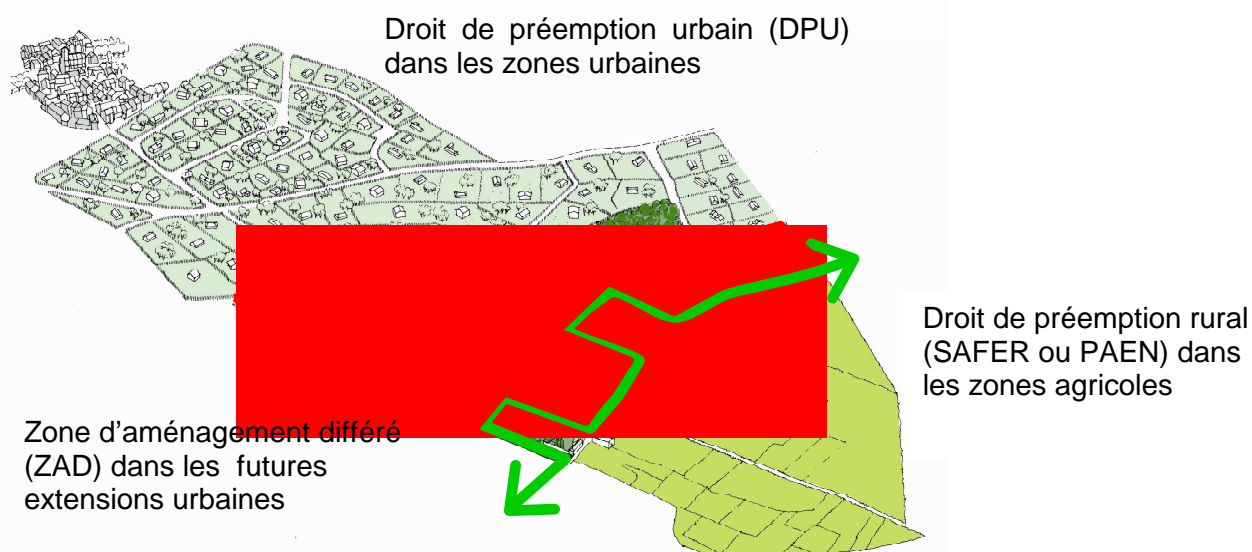 Droit de préemption urbain (DPU)
dans les zones urbaines
Droit de préemption rural
(SAFER ou PAEN) dans
les zones agricoles
Zone d’aménagement différé
(ZAD) dans les futures
extensions urbaines